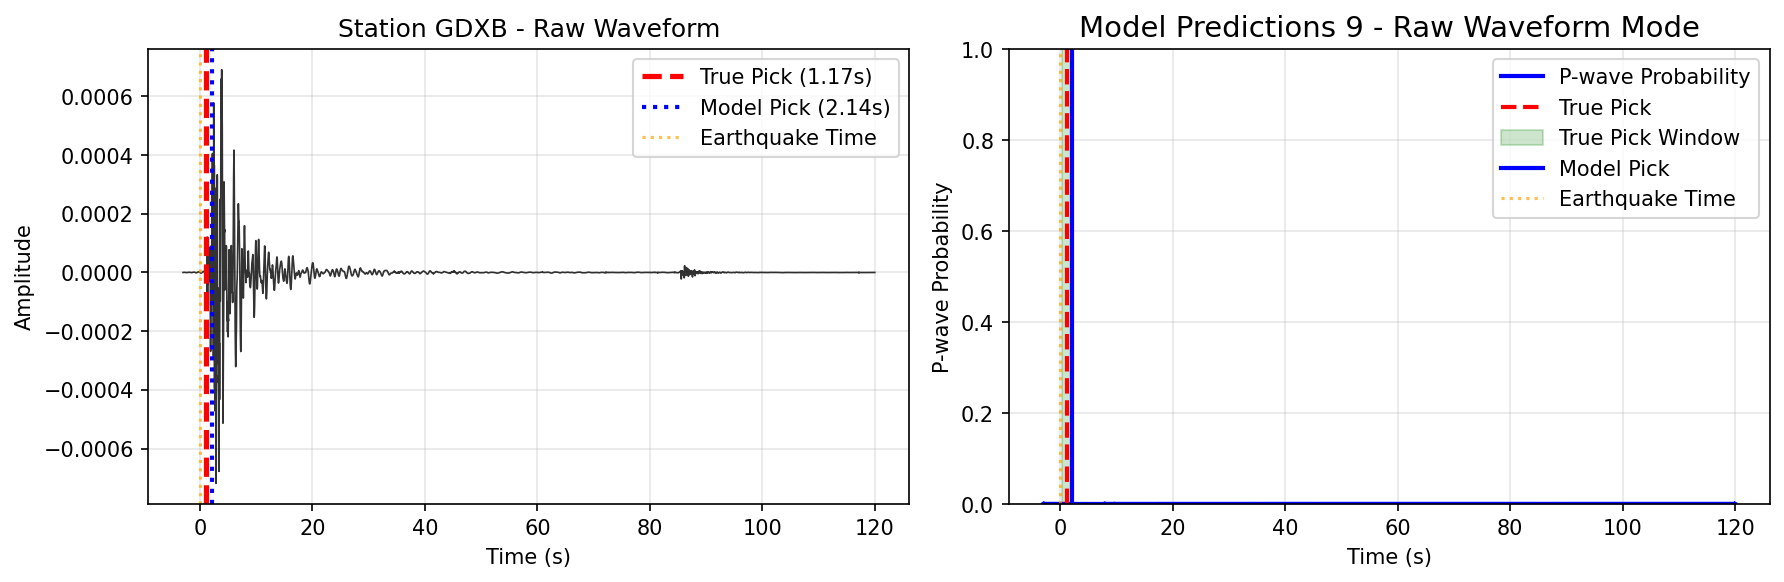 Station GDXB - Raw Waveform
True Pick (1.17s)
Model Pick (2.14s)
Earthquake Time
Amplitude
0.0006
0.0004
0.0002
0.0000
−0.0002
−0.0004
−0.0006
0 20 40 60 80 100 120
Time (s)
Model Predictions 9 - Raw Waveform Mode
P-wave Probability
True Pick
True Pick Window
Model Pick
Earthquake Time
P-wave Probability
1.0
0.8
0.6
0.4
0.2
0.0
0 20 40 60 80 100 120
Time (s)